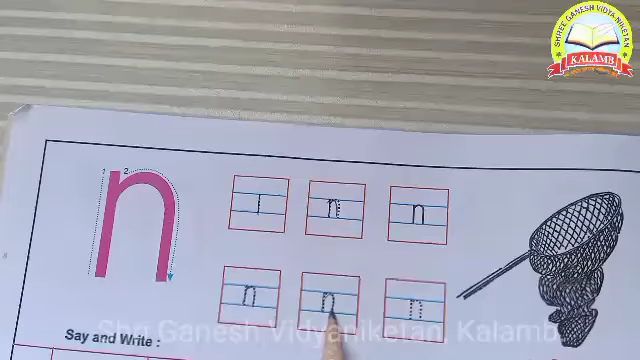 SHREE GANESH VIDYA NIKETAN
KALAMB
1 2
n
l n n
n n n
Say and Write :
Shri Ganesh Vidyaniketan Kalamb